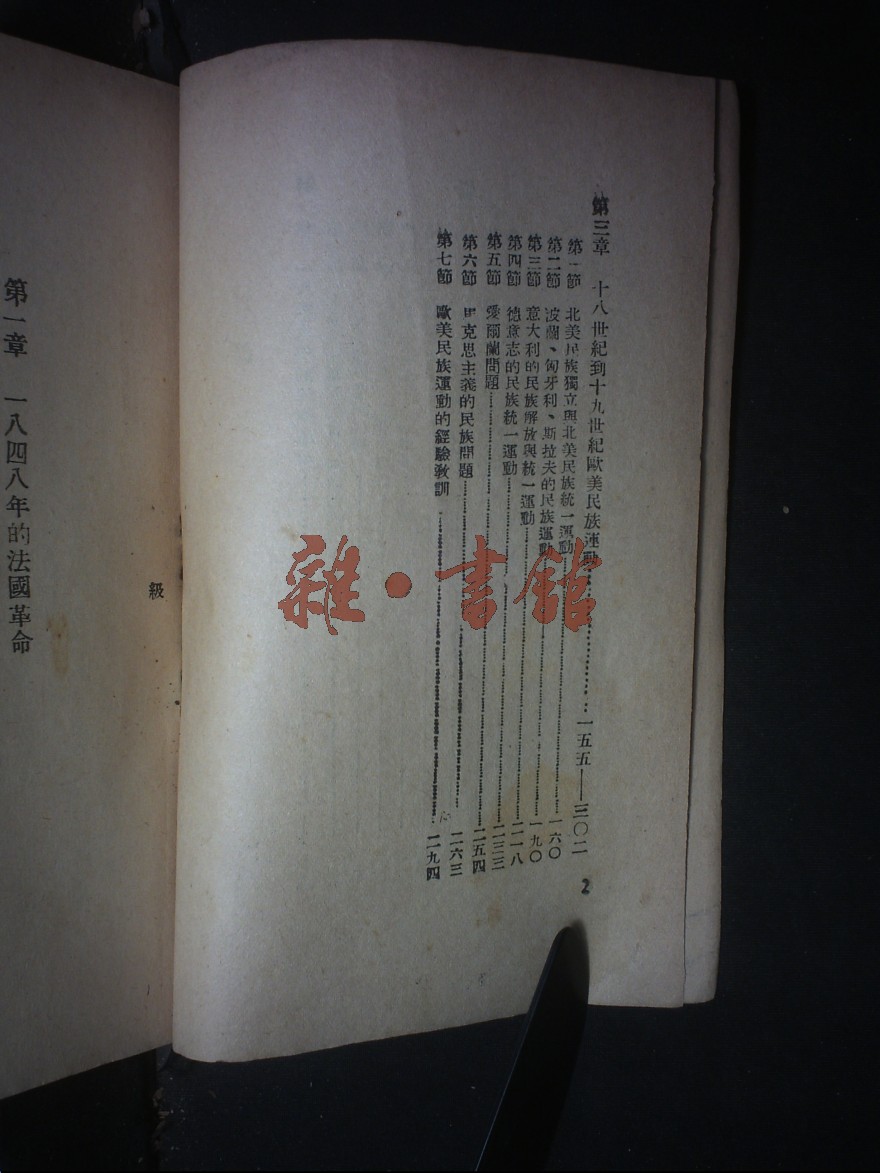 第三章　十八世紀到十九世紀歐美民族運動……一五五——三〇二
第一節　北美民族獨立與北美民族統一運動……一六〇
第二節　波蘭、匈牙利、斯拉夫的民族運動……一九〇
第三節　意大利的民族解放與統一運動……二一八
第四節　德意志的民族統一運動……二三三
第五節　愛爾蘭問題……二五四
第六節　馬克思主義的民族問題……二六三
第七節　歐美民族運動的經驗教訓……二九四
2
級
第一章　一八四八年的法國革命
雜·書館